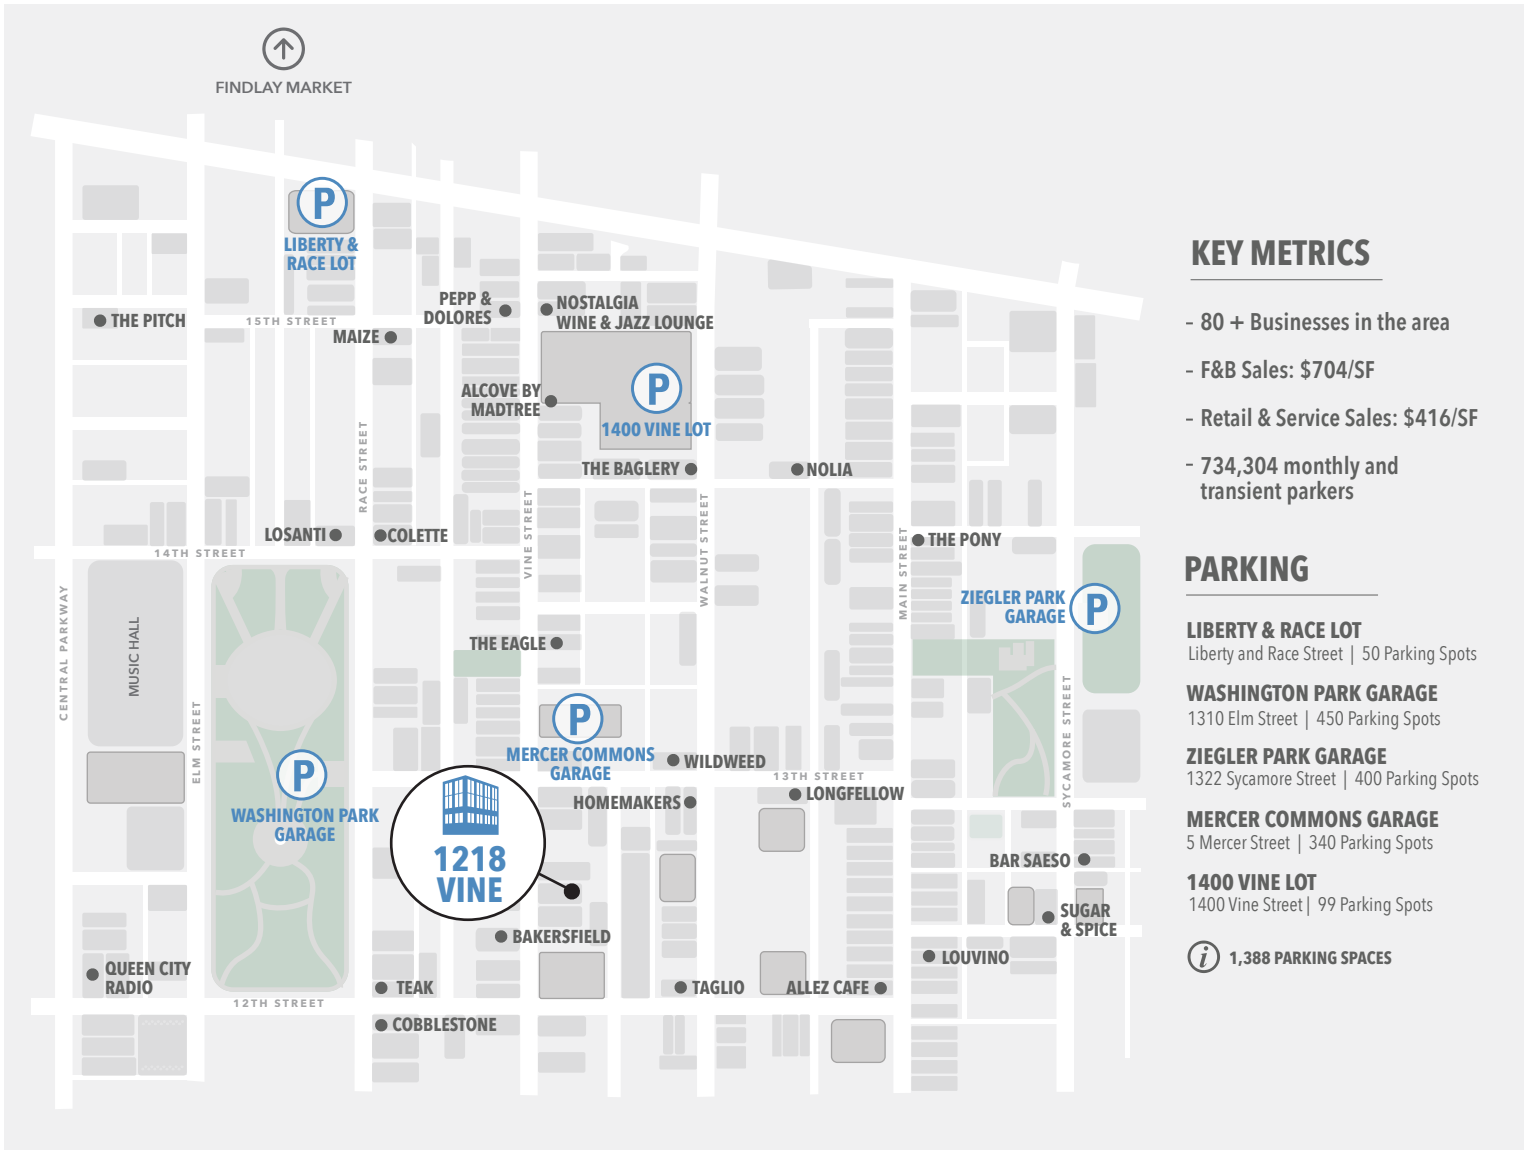 FINDLAY MARKET
P
LIBERTY &
RACE LOT
THE PITCH
15TH STREET
MAIZE
PEPP &
DOLORES
NOSTALGIA
WINE & JAZZ LOUNGE
P
ALCOVE BY
MADTREE
1400 VINE LOT
THE BAGLERY
NOLIA
RACE STREET
LOSANTI
COLETTE
14TH STREET
VINE STREET
WALNUT STREET
MAIN STREET
THE PONY
ZIEGLER PARK
GARAGE
P
CENTRAL PARKWAY
MUSIC HALL
ELM STREET
THE EAGLE
P
MERCER COMMONS
GARAGE
WILDWEED
13TH STREET
SYCAMORE STREET
P
WASHINGTON PARK
GARAGE
HOMEMAKERS
LONGFELLOW
1218
VINE
BAR SAESO
SUGAR
& SPICE
BAKERSFIELD
LOUVINO
QUEEN CITY
RADIO
TEAK
TAGLIO
ALLEZ CAFE
12TH STREET
COBBLESTONE
KEY METRICS
- 80 + Businesses in the area
- F&B Sales: $704/SF
- Retail & Service Sales: $416/SF
- 734,304 monthly and
transient parkers
PARKING
LIBERTY & RACE LOT
Liberty and Race Street | 50 Parking Spots
WASHINGTON PARK GARAGE
1310 Elm Street | 450 Parking Spots
ZIEGLER PARK GARAGE
1322 Sycamore Street | 400 Parking Spots
MERCER COMMONS GARAGE
5 Mercer Street | 340 Parking Spots
1400 VINE LOT
1400 Vine Street | 99 Parking Spots
i 1,388 PARKING SPACES